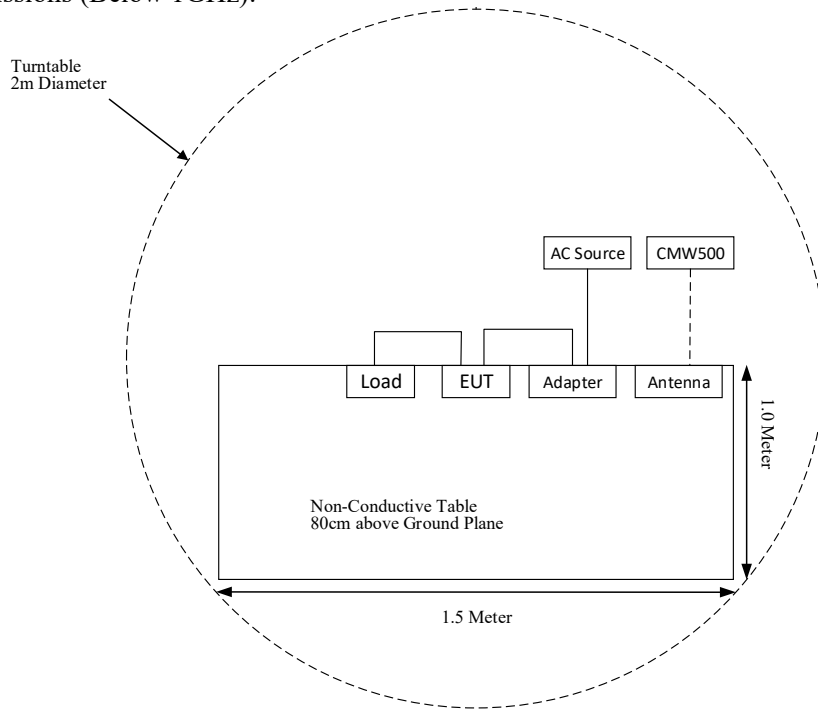 Turntable
2m Diameter
AC Source
CMW500
Load
EUT
Adapter
Antenna
1.0 Meter
Non-Conductive Table
80cm above Ground Plane
1.5 Meter